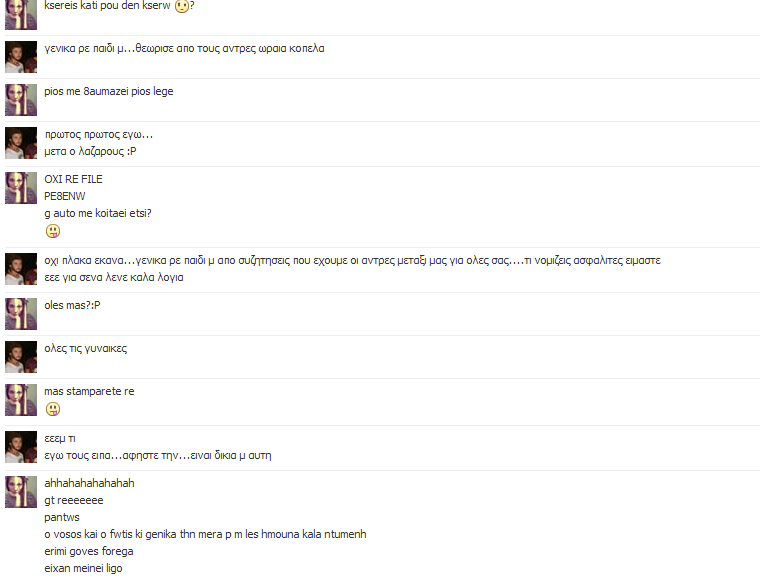 ksereis kati pou den kserw ?
γενικα ρε παιδι μ...θεωρισε απο τους αντρες ωραια κοπελα
pios me 8aumazei pios lege
πρωτος πρωτος εγω...
μετα ο λαζαρους :P
OXI RE FILE
PE8ENW
g auto me koitaei etsi?
οχι πλακα εκανα...γενικα ρε παιδι μ απο συζητησεις που εχουμε οι αντρες μεταξι μας για ολες σας....τι νομιζεις ασφαλιτες ειμαστε
εεε για σενα λενε καλα λογια
oles mas?:P
ολες τις γυναικες
mas stamparete re
εεεμ τι
εγω τους ειπα...αφηστε την...ειναι δικια μ αυτη
ahhahahahahahah
gt reeeeeee
pantws
o vosos kai o fwtis ki genika thn mera p m les hmouna kala ntumenh
erimi goves forega
eixan meinei ligo